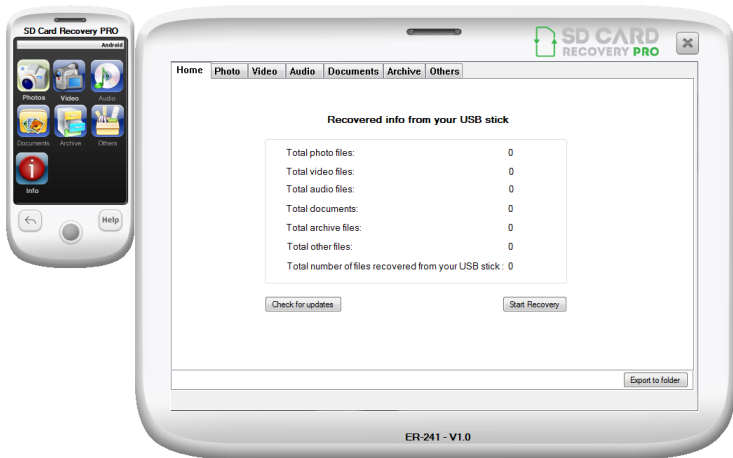 SD Card Recovery PRO
Android
Photos Video Audio
Documents Archive Others
Info
Help
SD CARD
RECOVERY PRO
Home Photo Video Audio Documents Archive Others
Recovered info from your USB stick
Total photo files: 0
Total video files: 0
Total audio files: 0
Total documents: 0
Total archive files: 0
Total other files: 0
Total number of files recovered from your USB stick : 0
Check for updates Start Recovery
Export to folder
ER-241 - V1.0